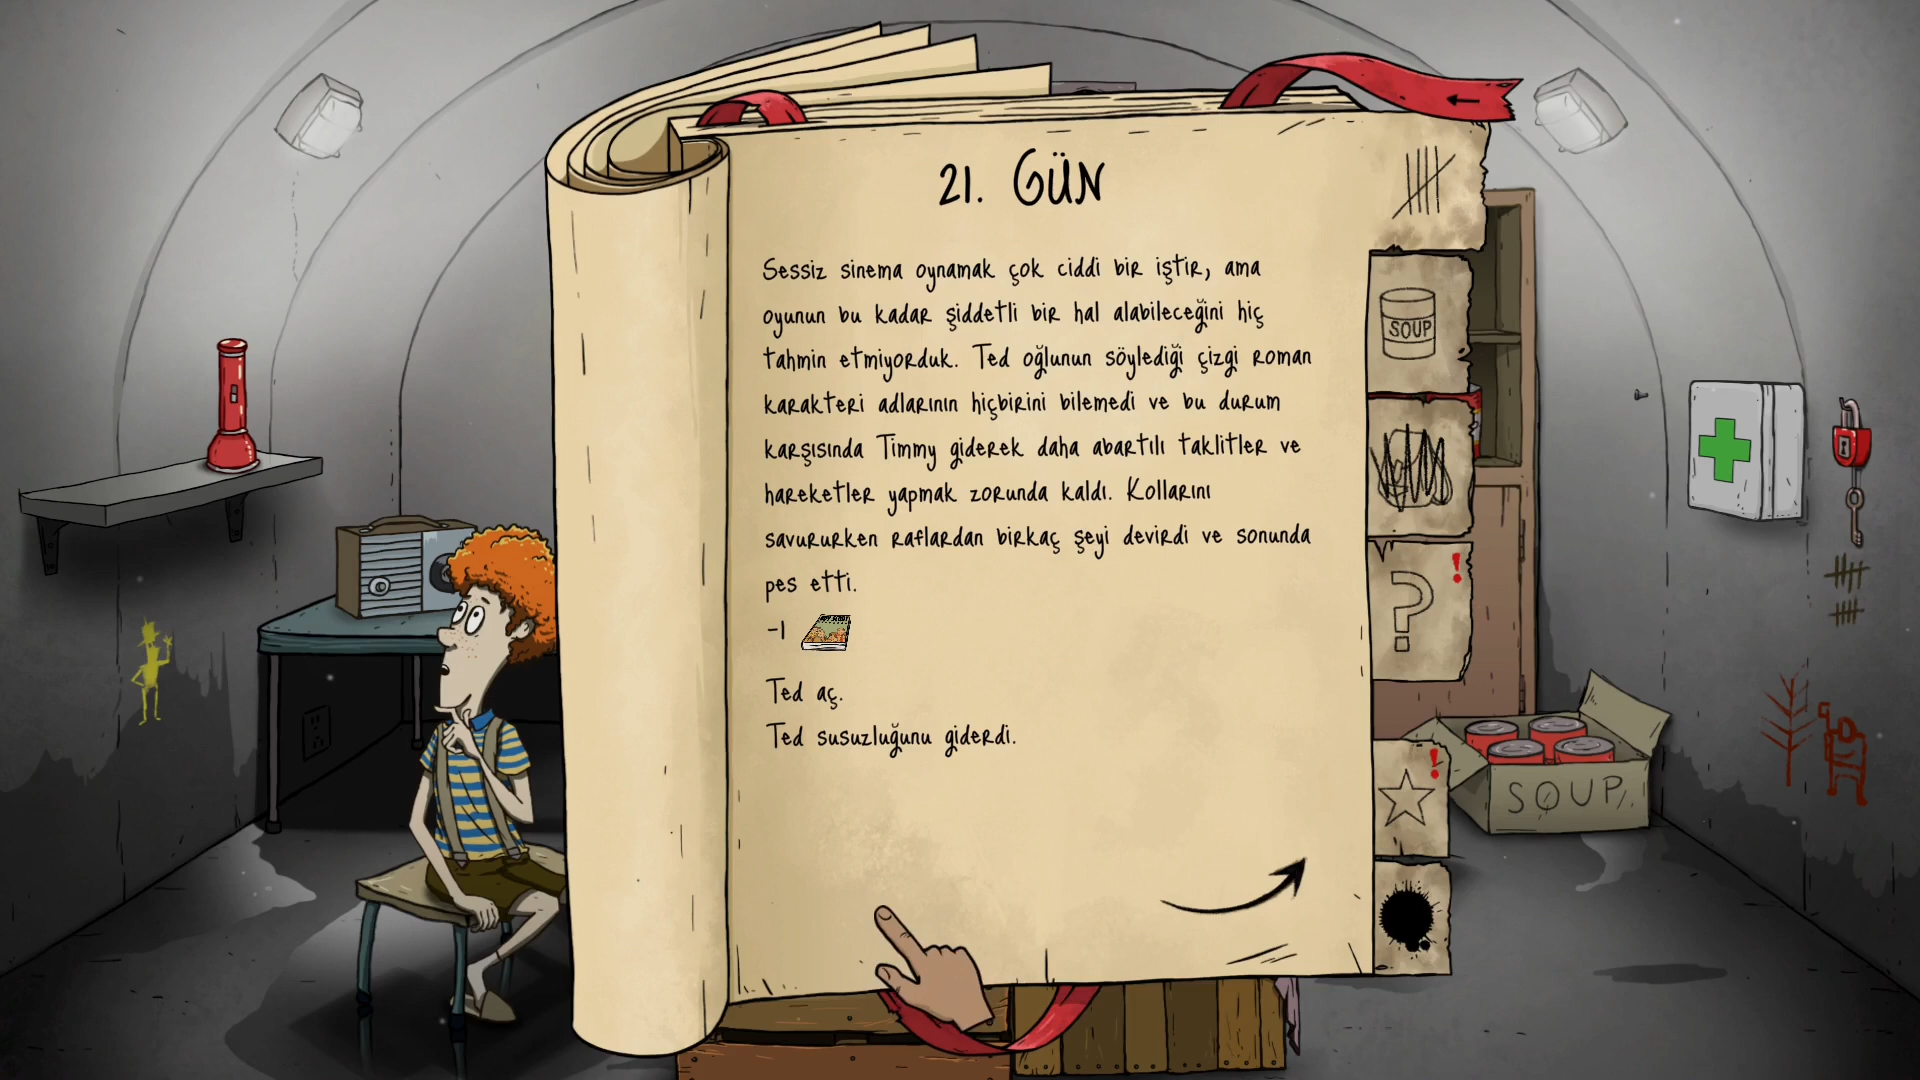 21. GÜN
Sessiz sinema oynamak çok ciddi bir iştir, ama
oyunun bu kadar şiddetli bir hal alabileceğini hiç
tahmin etmiyorduk. Ted oğlunun söylediği çizgi roman
karakteri adlarının hiçbirini bilemedi ve bu durum
karşısında Timmy giderek daha abartılı taklitler ve
hareketler yapmak zorunda kaldı. Kollarını
savururken raflardan birkaç şeyi devirdi ve sonunda
pes etti.
-1
Ted aç.
Ted susuzluğunu giderdi.
SOUP
?
!
!
SOUP